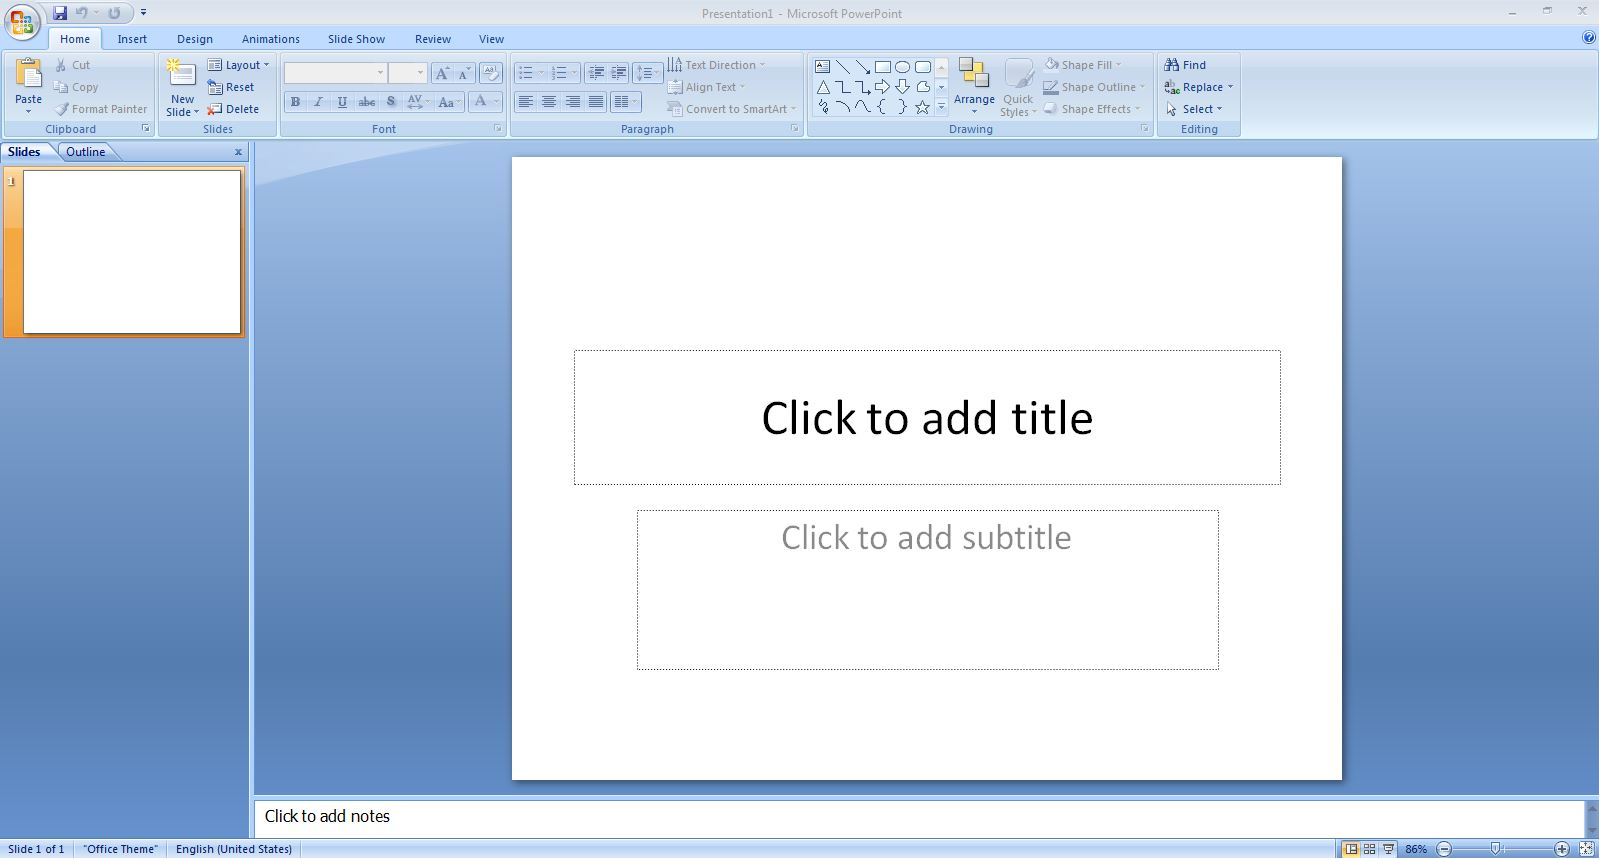 Presentation1 - Microsoft PowerPoint
Home Insert Design Animations Slide Show Review View
Paste
Cut
Copy
Format Painter
Clipboard
New Slide
Layout
Reset
Delete
Slides
B I U abc S AV Aa A
Font
Text Direction
Align Text
Convert to SmartArt
Paragraph
Arrange
Quick Styles
Shape Fill
Shape Outline
Shape Effects
Drawing
Find
Replace
Select
Editing
Slides Outline x
1
Click to add title
Click to add subtitle
Click to add notes
Slide 1 of 1 "Office Theme" English (United States) 86%